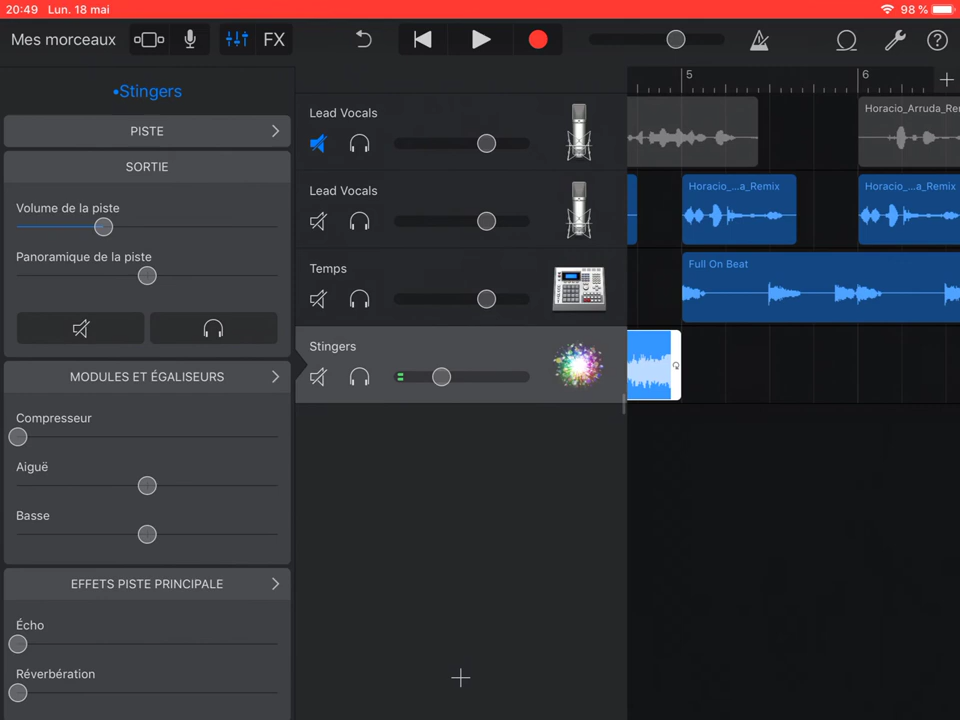 20:49 Lun. 18 mai
98 %
Mes morceaux
FX
•Stingers
PISTE
SORTIE
Volume de la piste
Panoramique de la piste
MODULES ET ÉGALISEURS
Compresseur
Aiguë
Basse
EFFETS PISTE PRINCIPALE
Écho
Réverbération
Lead Vocals
Lead Vocals
Temps
Stingers
5
6
Horacio_Arruda_Re
Horacio_...a_Remix
Horacio_...a_Remix
Full On Beat